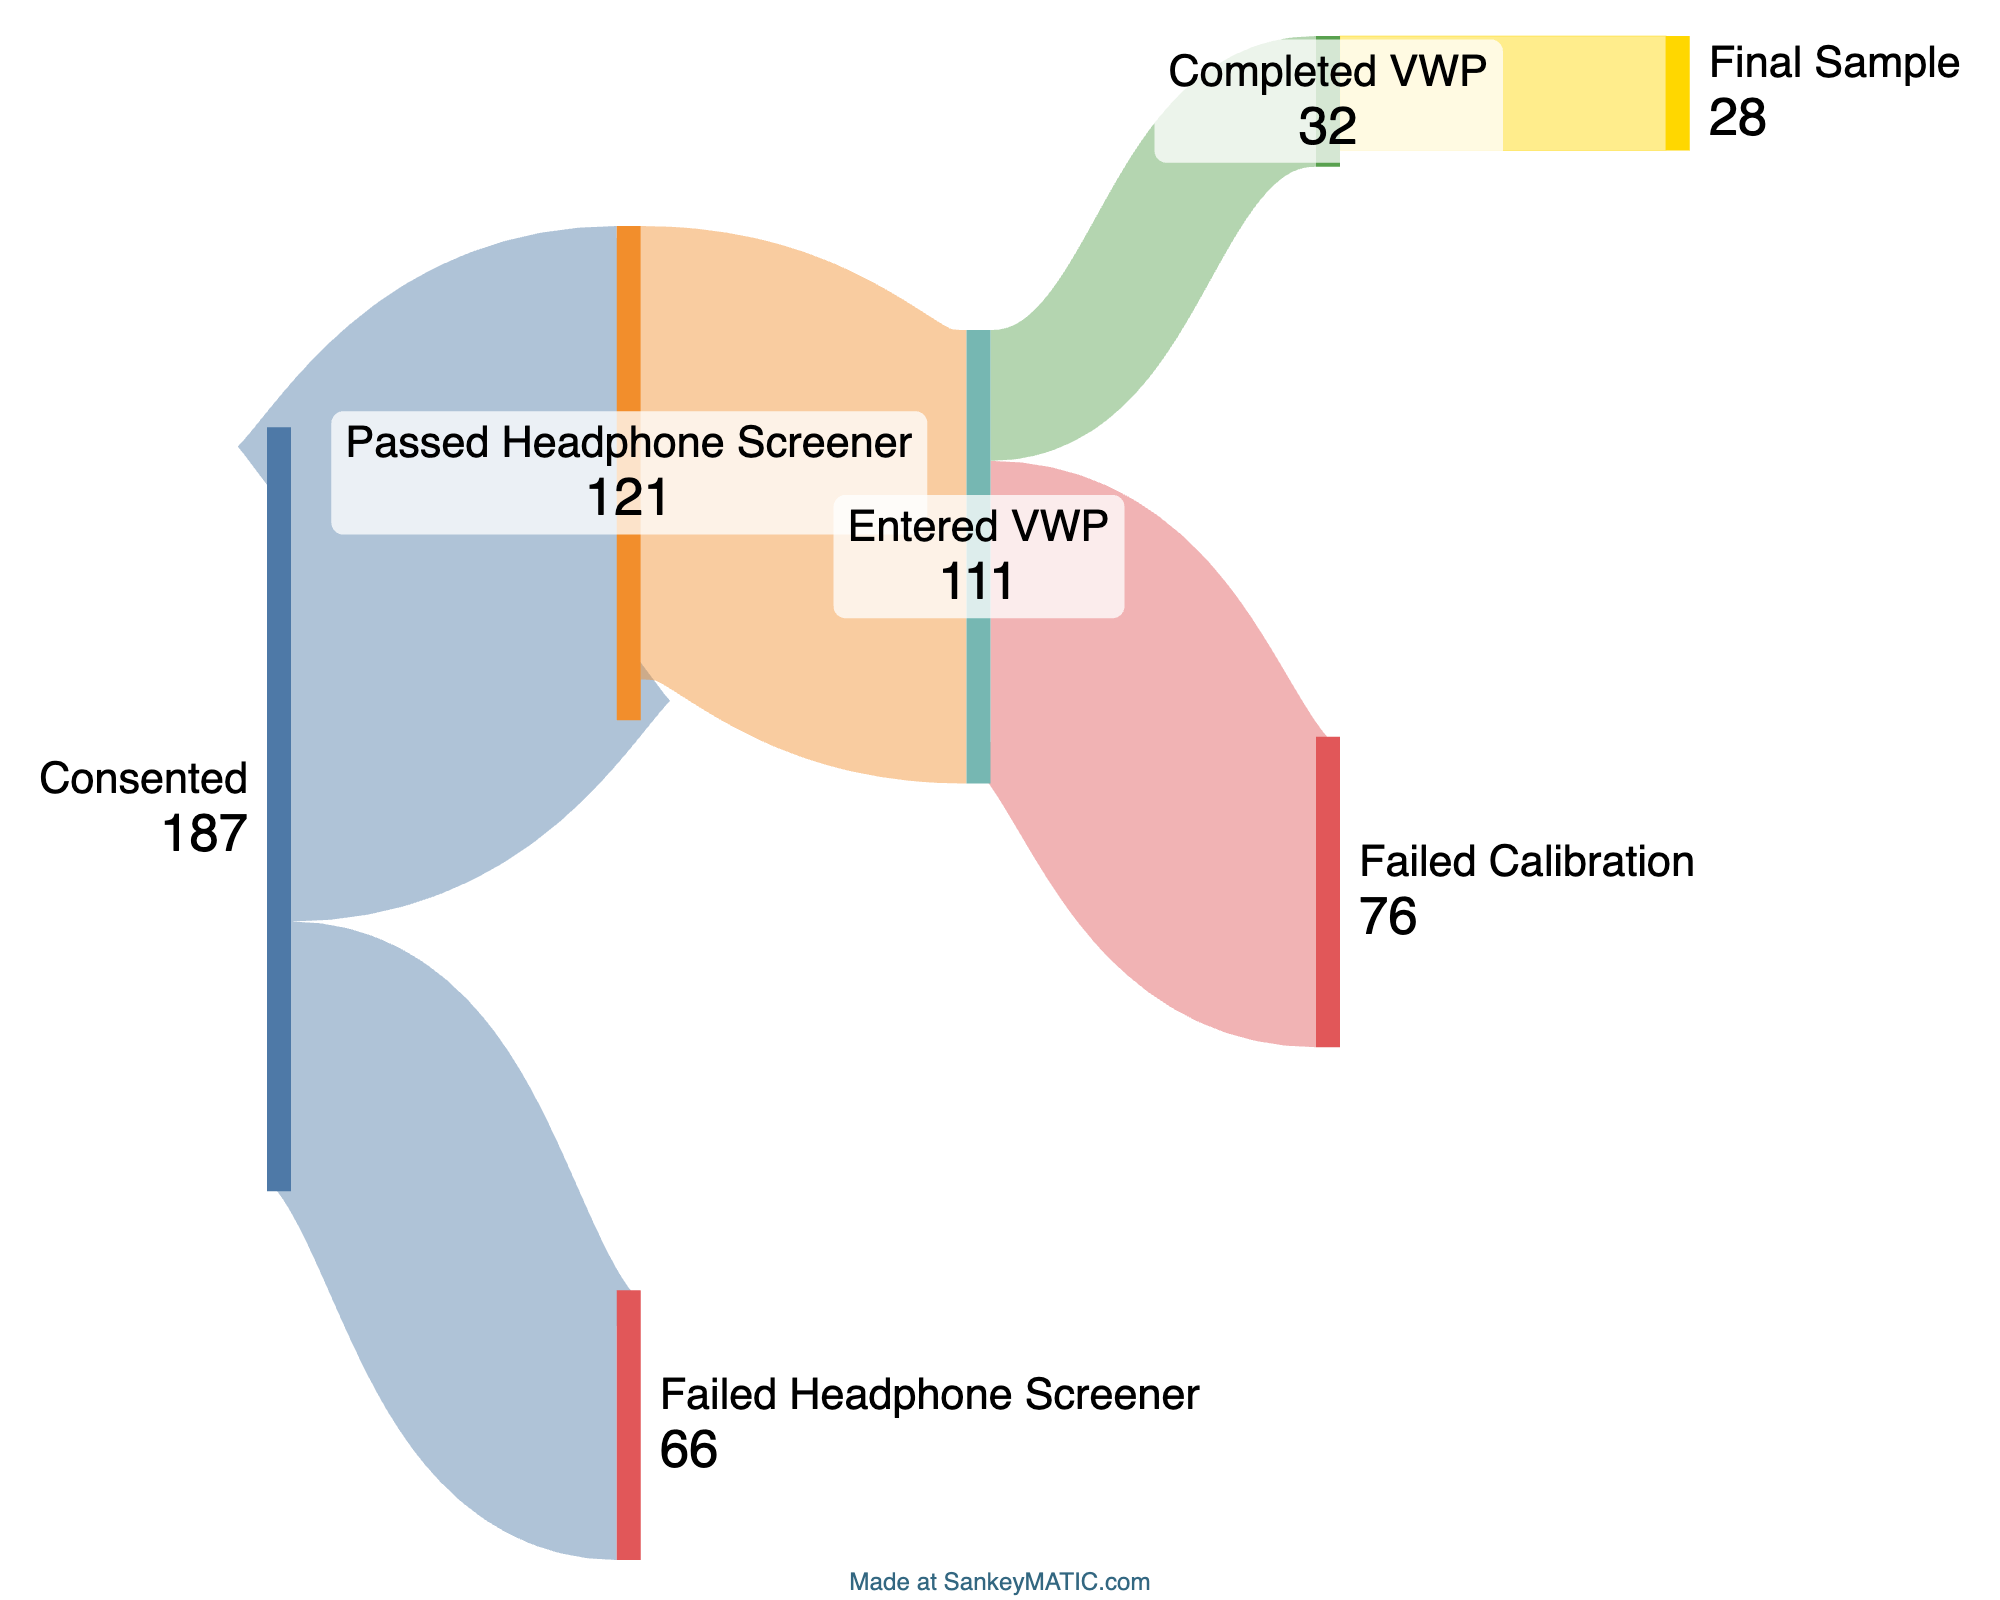 Completed VWP
32
Final Sample
28
Passed Headphone Screener
121
Entered VWP
111
Consented
187
Failed Calibration
76
Failed Headphone Screener
66
Made at SankeyMATIC.com